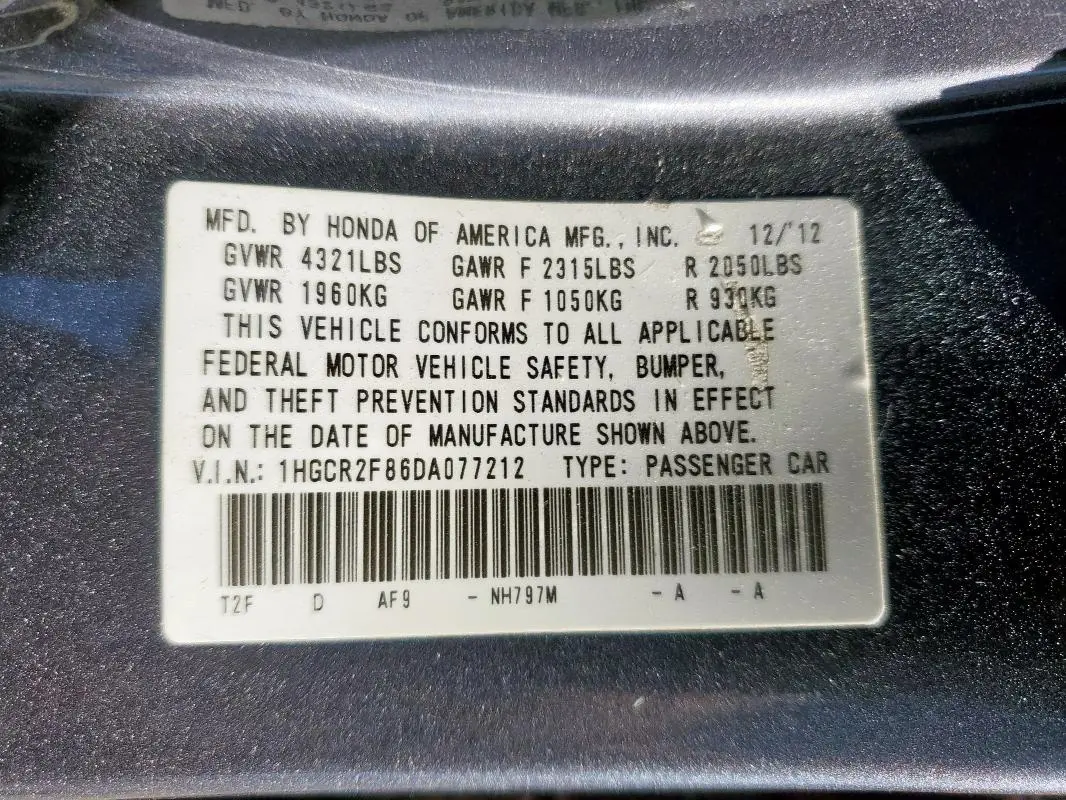 MFD. BY HONDA OF AMERICA MFG., INC. 12/'12
GVWR 4321LBS GAWR F 2315LBS R 2050LBS
GVWR 1960KG GAWR F 1050KG R 930KG
THIS VEHICLE CONFORMS TO ALL APPLICABLE
FEDERAL MOTOR VEHICLE SAFETY, BUMPER,
AND THEFT PREVENTION STANDARDS IN EFFECT
ON THE DATE OF MANUFACTURE SHOWN ABOVE.
V.I.N.: 1HGCR2F86DA077212 TYPE: PASSENGER CAR
T2F D AF9 - NH797M - A - A